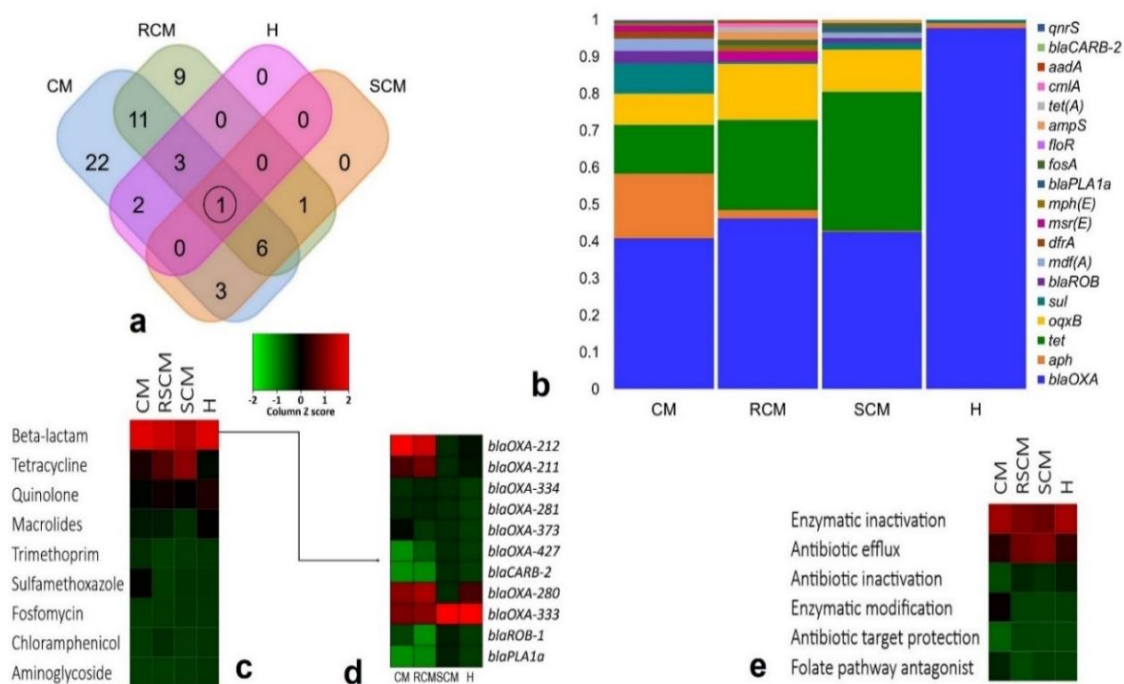 RCM H
CM SCM
9 0
11 0 0
22 3 0 0
2 1 1
0 6
3
a
1
0.9
0.8
0.7
0.6
0.5
0.4
0.3
0.2
0.1
0
CM RCM SCM H
b
qnrS
blaCARB-2
aadA
cmlA
tet(A)
ampS
floR
fosA
blaPLA1a
mph(E)
msr(E)
dfrA
mdf(A)
blaROB
sul
oqxB
tet
aph
blaOXA
-2 -1 0 1 2
Column Z score
CM RSCM SCM H
Beta-lactam
Tetracycline
Quinolone
Macrolides
Trimethoprim
Sulfamethoxazole
Fosfomycin
Chloramphenicol
Aminoglycoside
c
blaOXA-212
blaOXA-211
blaOXA-334
blaOXA-281
blaOXA-373
blaOXA-427
blaCARB-2
blaOXA-280
blaOXA-333
blaROB-1
blaPLA1a
CM RCM SCM H
d
CM RSCM SCM H
Enzymatic inactivation
Antibiotic efflux
Antibiotic inactivation
Enzymatic modification
Antibiotic target protection
Folate pathway antagonist
e